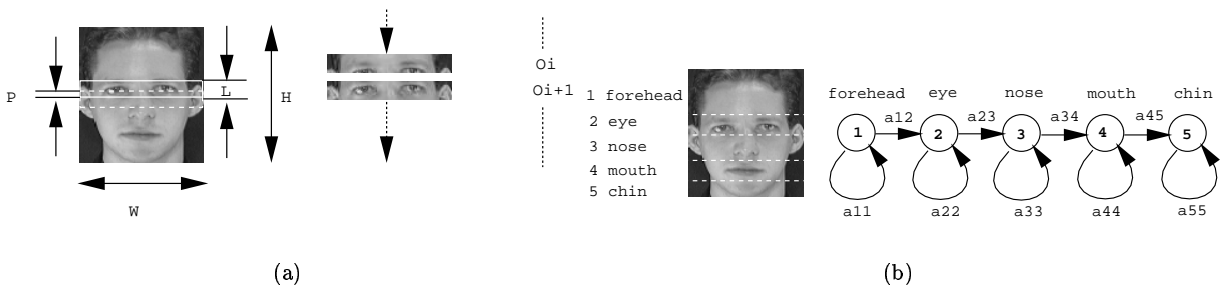 P
L
H
W
Oi
Oi+1
(a)
1 forehead
2 eye
3 nose
4 mouth
5 chin
forehead eye nose mouth chin
a12 a23 a34 a45
1 2 3 4 5
a11 a22 a33 a44 a55
(b)